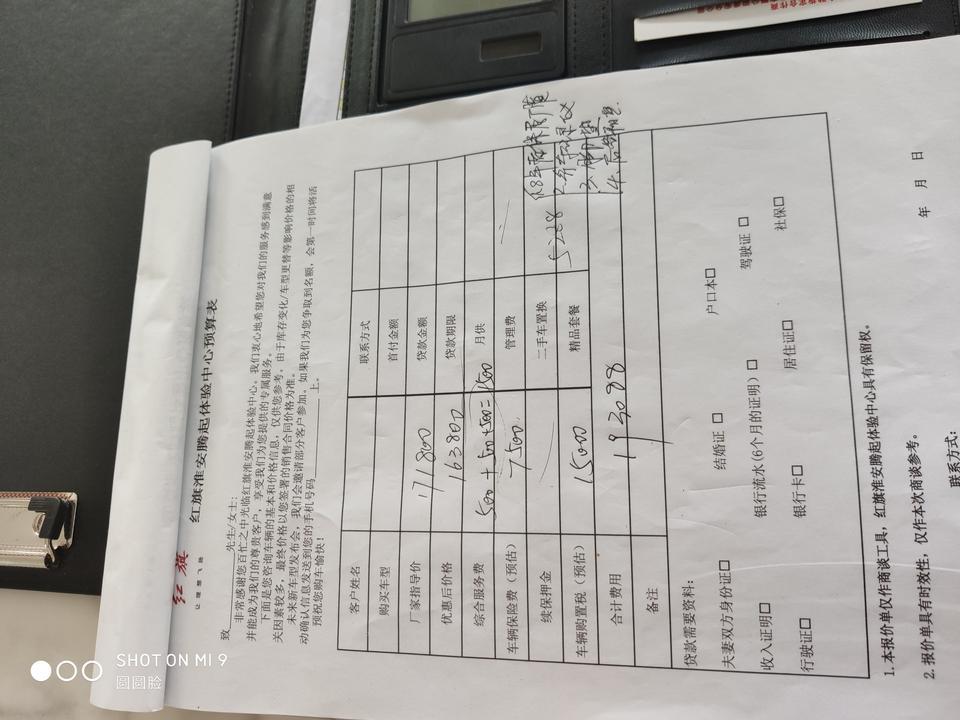 红旗
让理想飞扬
红旗淮安腾起体验中心预算表
致 先生/女士:
非常感谢您百忙之中光临红旗淮安腾起体验中心。我们衷心地希望您对我们的服务感到满意
并能成为我们的尊贵客户，享受我们为您提供的专属服务。
下面是您咨询车辆的基本和价格信息，仅供您参考。由于库存变化/车型更替等影响价格的相
关因素较多，最终价格以您签署的销售合同价格为准。
未来新车型发布会，我们会邀请部分客户参加。如果我们为您争取到名额，会第一时间将活
动确认信息发送到您的手机号码 上。
预祝您购车愉快!
客户姓名 联系方式
购买车型 首付金额
厂家指导价 171800 贷款金额
优惠后价格 163800 贷款期限
综合服务费 500+500+500=1500 月供
车辆保险费（预估） 7500 管理费
续保押金 二手车置换 5288
车辆购置税（预估） 15000 精品套餐
合计费用 193088
备注
3.脚垫
贷款需要资料:
夫妻双方身份证□ 结婚证 □ 户口本□
收入证明□ 银行流水(6个月的证明) □ 驾驶证 □
行驶证□ 银行卡□ 居住证□ 社保□
1.本报价单仅作商谈工具，红旗淮安腾起体验中心具有保留权。
2.报价单具有时效性，仅作本次商谈参考。
联系方式:
年 月 日
SHOT ON MI 9
圖圖臉